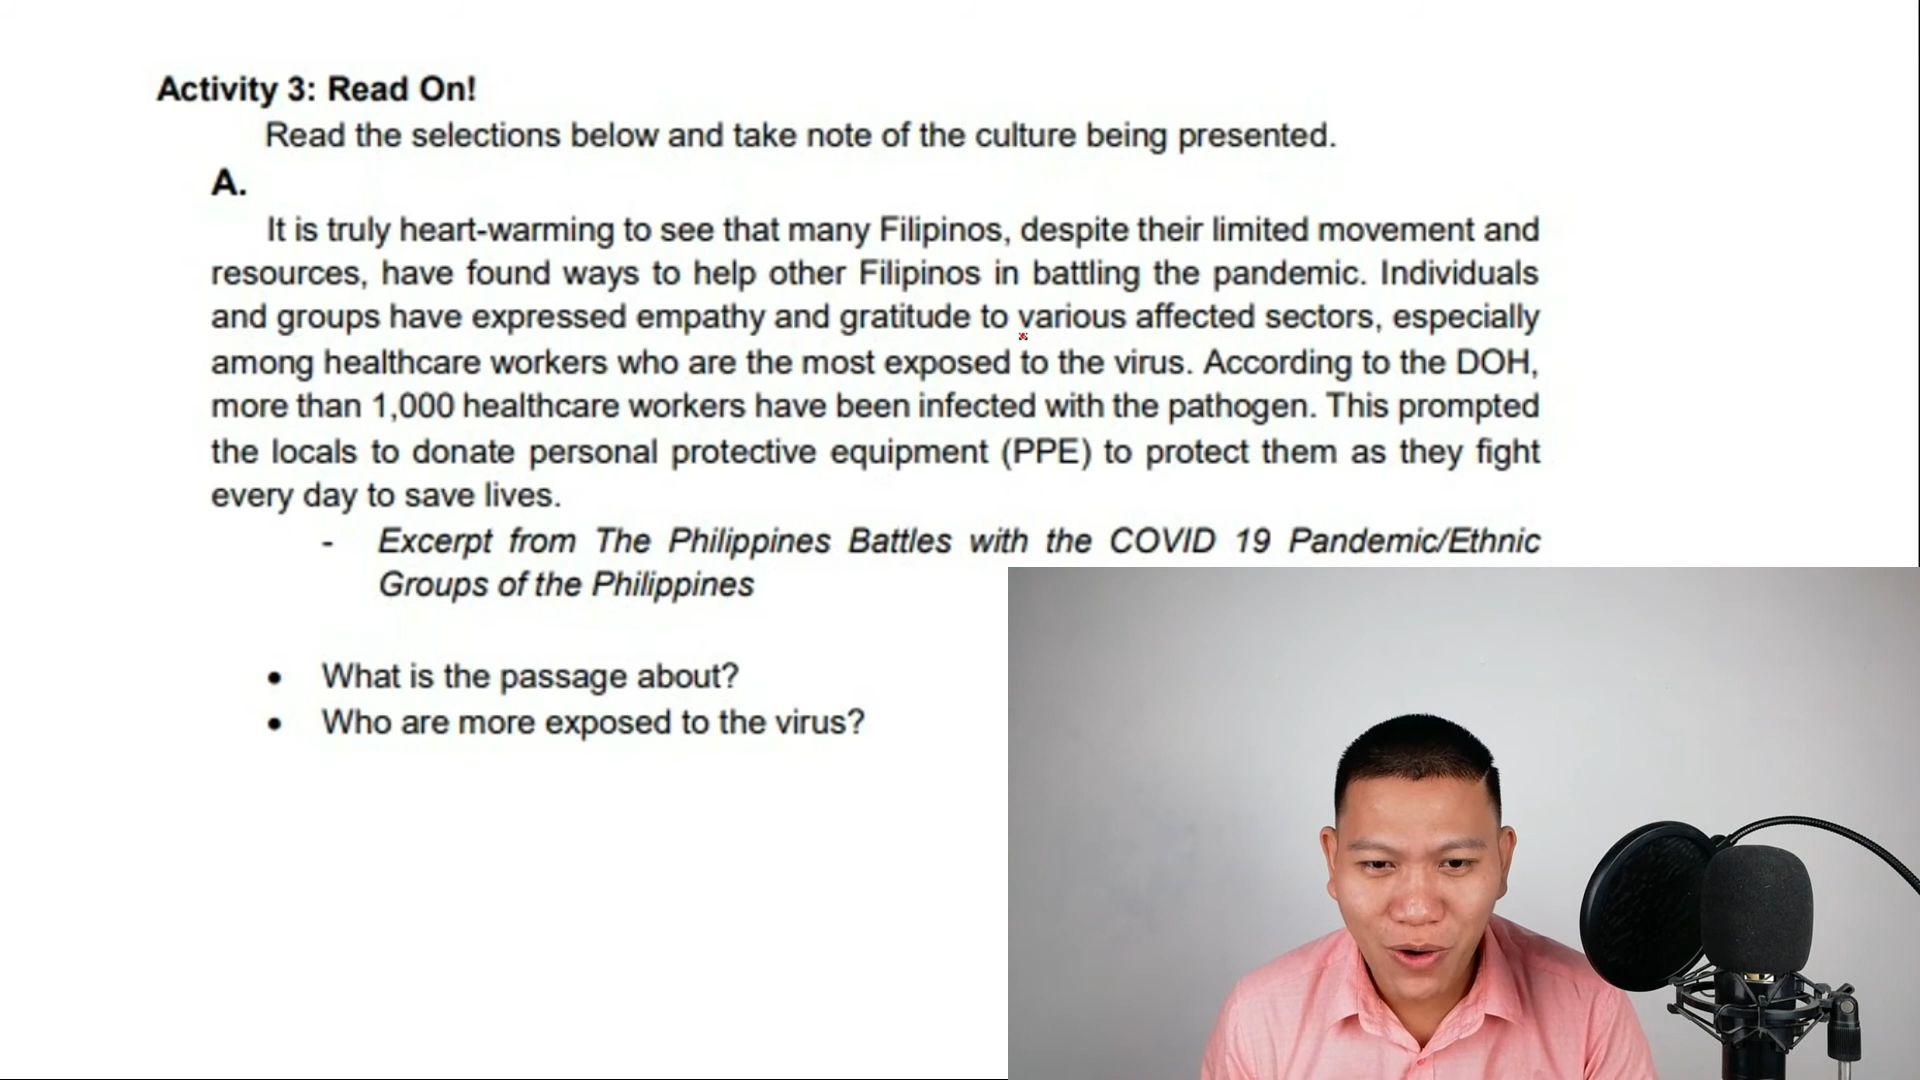 Activity 3: Read On!
Read the selections below and take note of the culture being presented.
A.
It is truly heart-warming to see that many Filipinos, despite their limited movement and
resources, have found ways to help other Filipinos in battling the pandemic. Individuals
and groups have expressed empathy and gratitude to various affected sectors, especially
among healthcare workers who are the most exposed to the virus. According to the DOH,
more than 1,000 healthcare workers have been infected with the pathogen. This prompted
the locals to donate personal protective equipment (PPE) to protect them as they fight
every day to save lives.
- Excerpt from The Philippines Battles with the COVID 19 Pandemic/Ethnic
Groups of the Philippines
• What is the passage about?
• Who are more exposed to the virus?